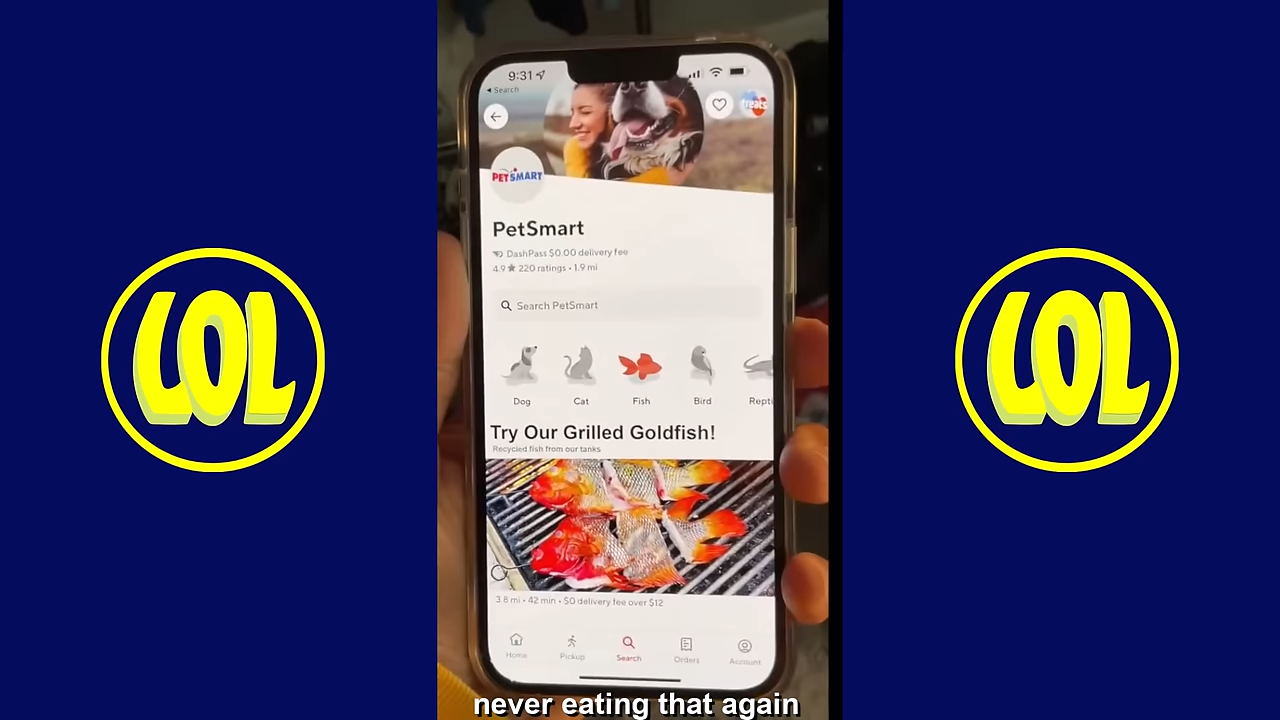 9:31
Search
treats
PETSMART
PetSmart
DashPass $0.00 delivery fee
4.9 ★ 220 ratings • 1.9 mi
Search PetSmart
Dog Cat Fish Bird Repti
Try Our Grilled Goldfish!
Recycled fish from our tanks
3.8 mi • 42 min • $0 delivery fee over $12
Home Pickup Search Orders Account
never eating that again
LOL
LOL